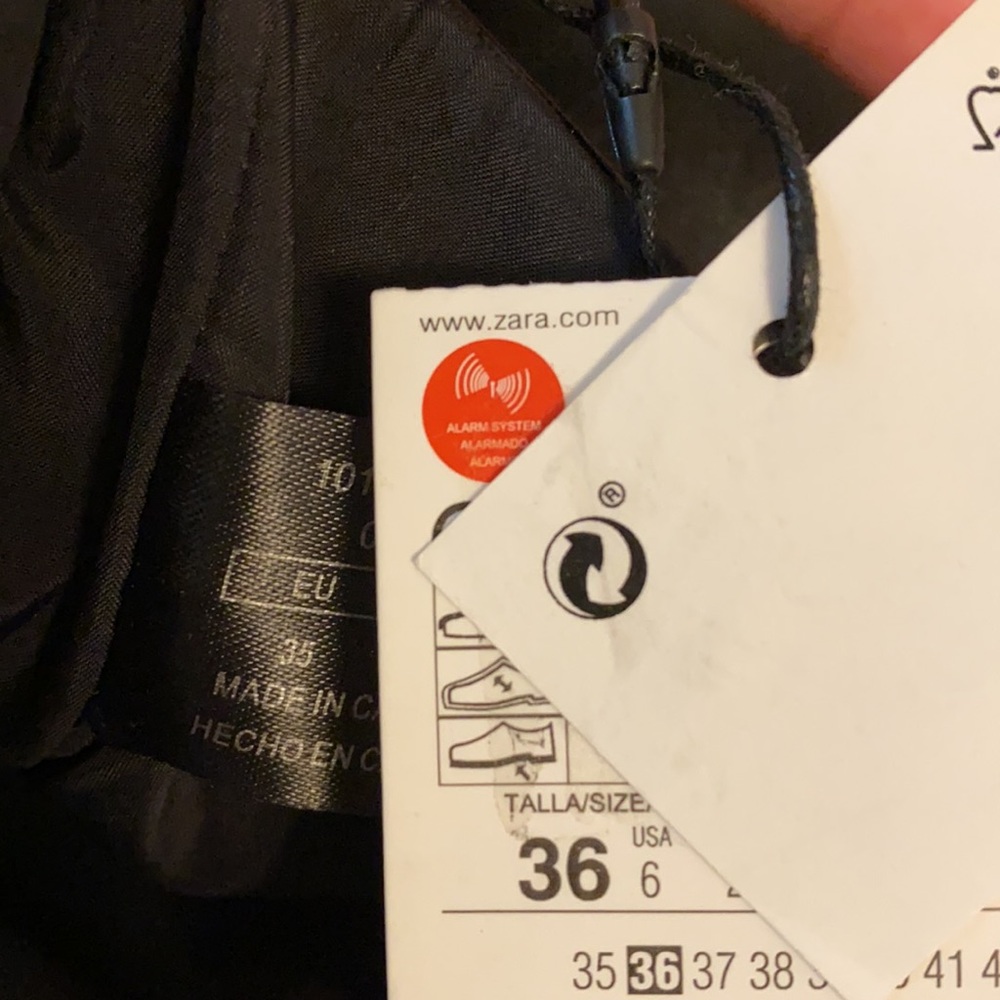 www.zara.com
ALARM SYSTEM
ALARMADO
®
EU
35
MADE IN
HECHO EN
TALLA/SIZE/
USA
36 6
35 36 37 38 41